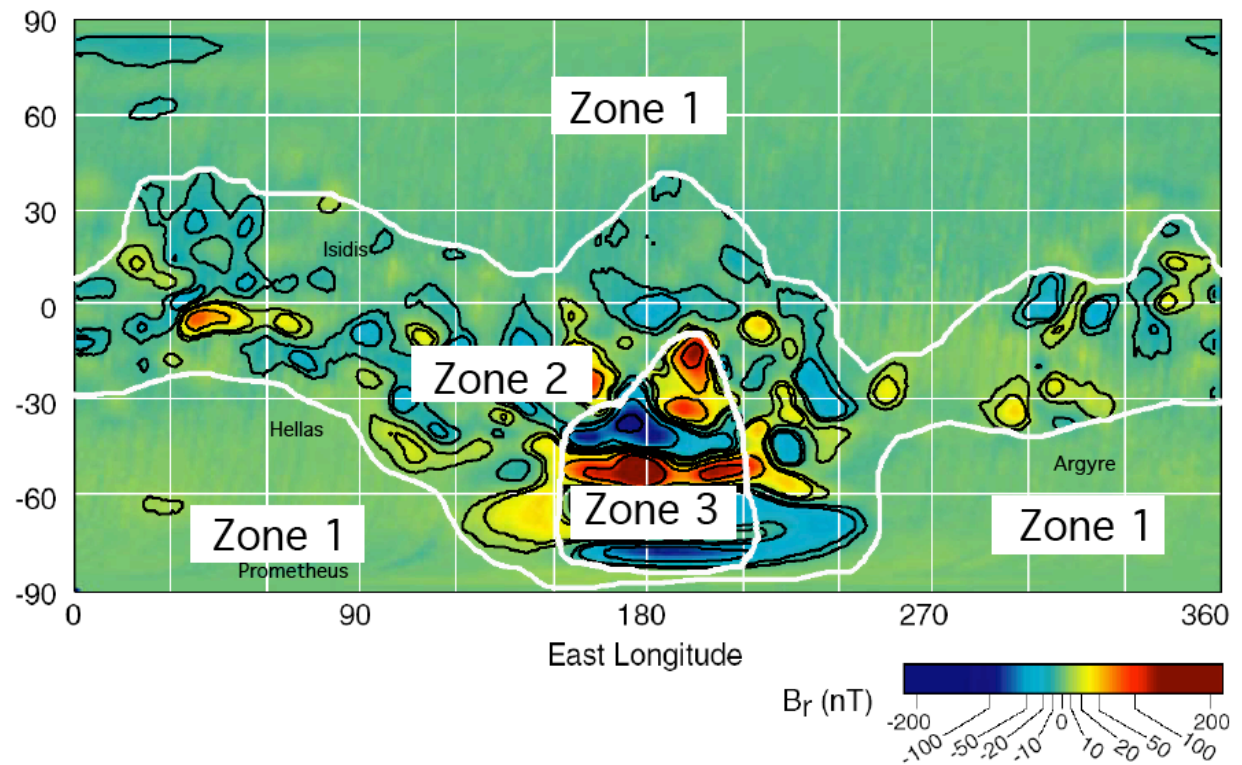 90
Zone 1
60
30
Isidis
0
Zone 2
-30
Hellas
Argyre
-60
Zone 3
Zone 1
Zone 1
Prometheus
-90
0 90 180 270 360
East Longitude
Br (nT)
-200 0 200
-100 -50 -20 -10 10 20 50 100